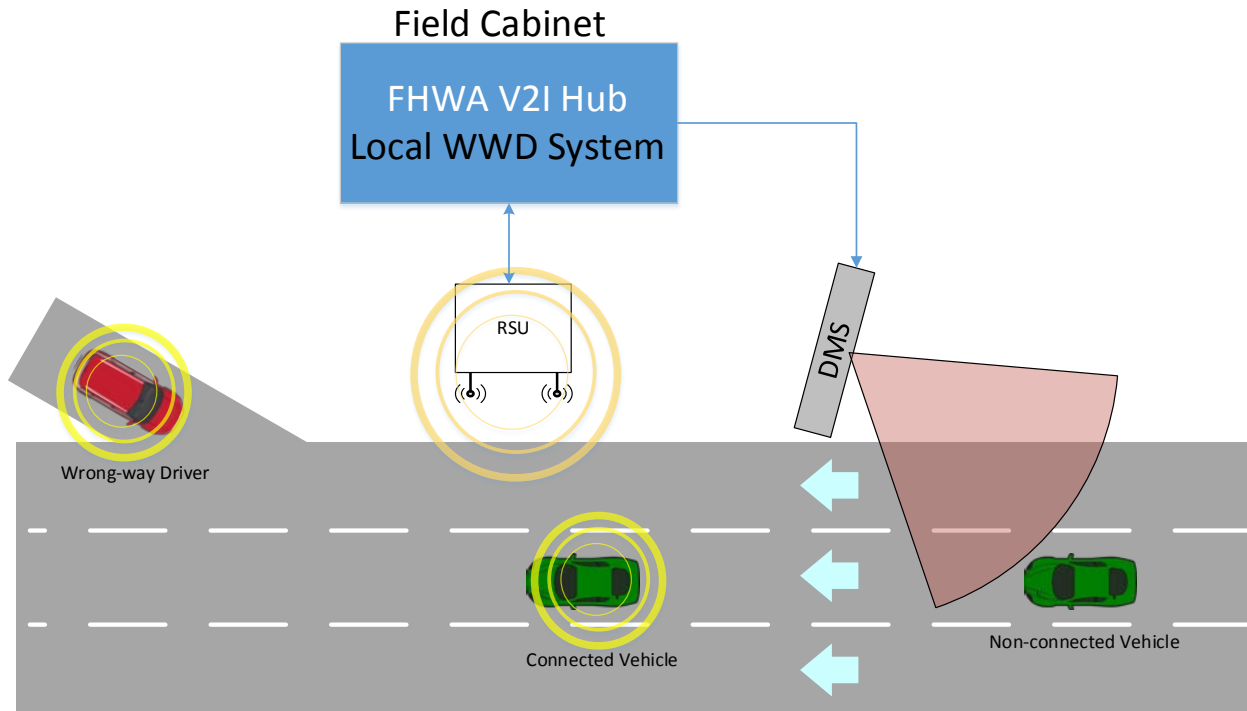 Field Cabinet
FHWA V2I Hub
Local WWD System
RSU
DMS
Wrong-way Driver
Connected Vehicle
Non-connected Vehicle